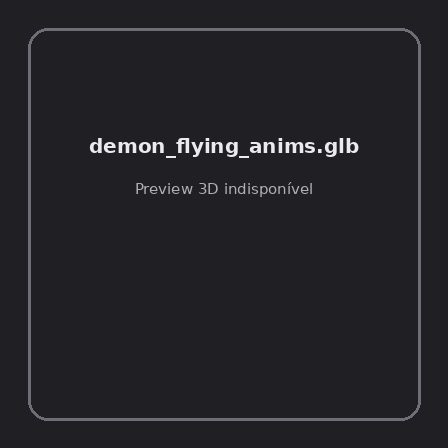 demon_flying_anims.glb
Preview 3D indisponível